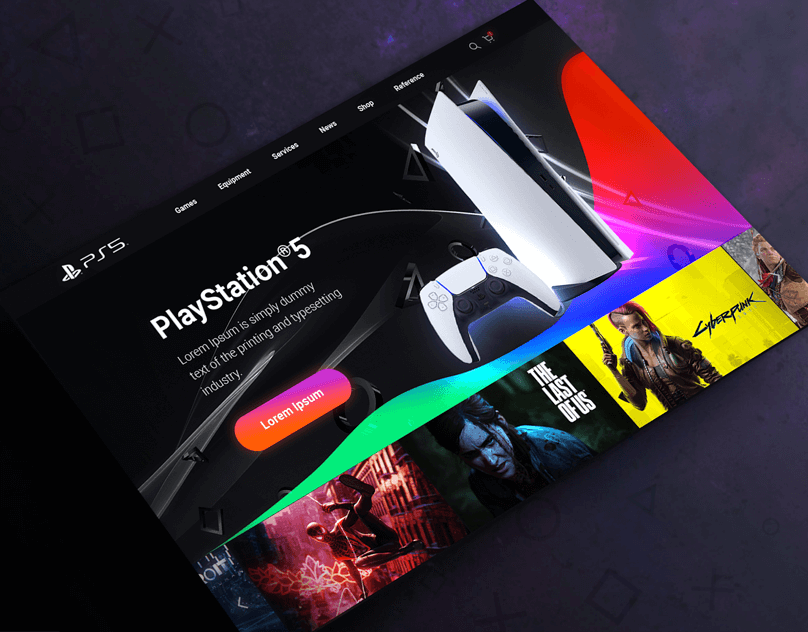 PS5
Games Equipment Services News Shop Reference
PlayStation®5
Lorem Ipsum is simply dummy
text of the printing and typesetting
industry.
Lorem Ipsum
THE
LAST
OF US
CYBERPUNK